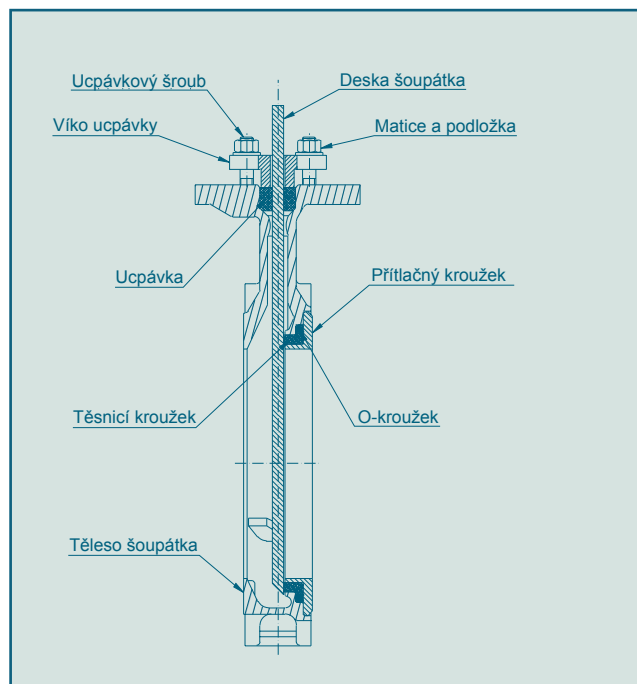 Ucpávkový šroub
Deska šoupátka
Víko ucpávky
Matice a podložka
Ucpávka
Přítlačný kroužek
Těsnicí kroužek
O-kroužek
Těleso šoupátka